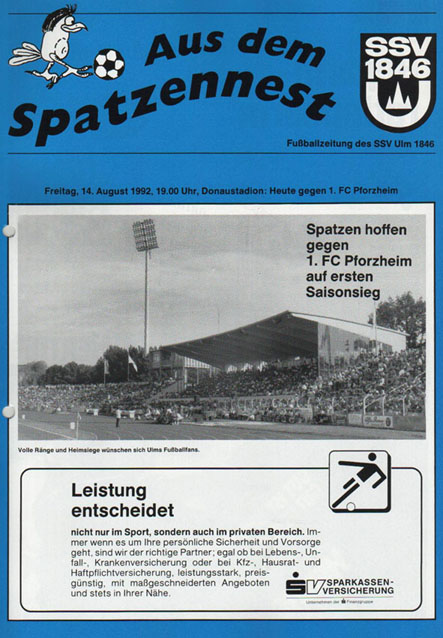 Aus dem
Spatzennest
SSV
1846
Fußballzeitung des SSV Ulm 1846
Freitag, 14. August 1992, 19.00 Uhr, Donaustadion: Heute gegen 1. FC Pforzheim
Spatzen hoffen
gegen
1. FC Pforzheim
auf ersten
Saisonsieg
Volle Ränge und Heimsiege wünschen sich Ulms Fußballfans.
Leistung
entscheidet
nicht nur im Sport, sondern auch im privaten Bereich. Im-
mer wenn es um Ihre persönliche Sicherheit und Vorsorge
geht, sind wir der richtige Partner; egal ob bei Lebens-, Un-
fall-, Krankenversicherung oder bei Kfz-, Hausrat- und
Haftpflichtversicherung, leistungsstark, preis-
günstig, mit maßgeschneiderten Angeboten
und stets in Ihrer Nähe.
SV SPARKASSEN-
VERSICHERUNG
Unternehmen der Finanzgruppe